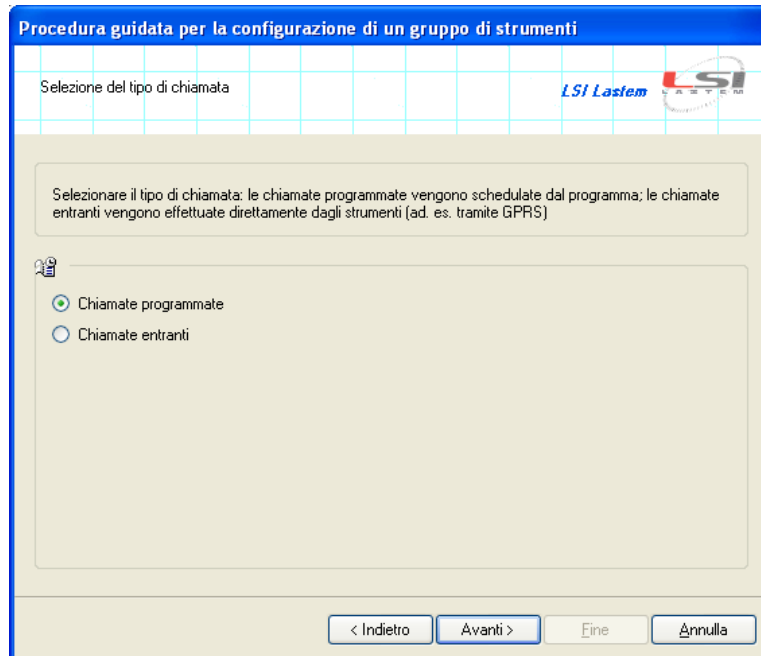 Procedura guidata per la configurazione di un gruppo di strumenti
Selezione del tipo di chiamata
LSI Lastem
LSI
LASTEM
Selezionare il tipo di chiamata: le chiamate programmate vengono schedulate dal programma; le chiamate
entranti vengono effettuate direttamente dagli strumenti (ad. es. tramite GPRS)
Chiamate programmate
Chiamate entranti
< Indietro
Avanti >
Fine
Annulla